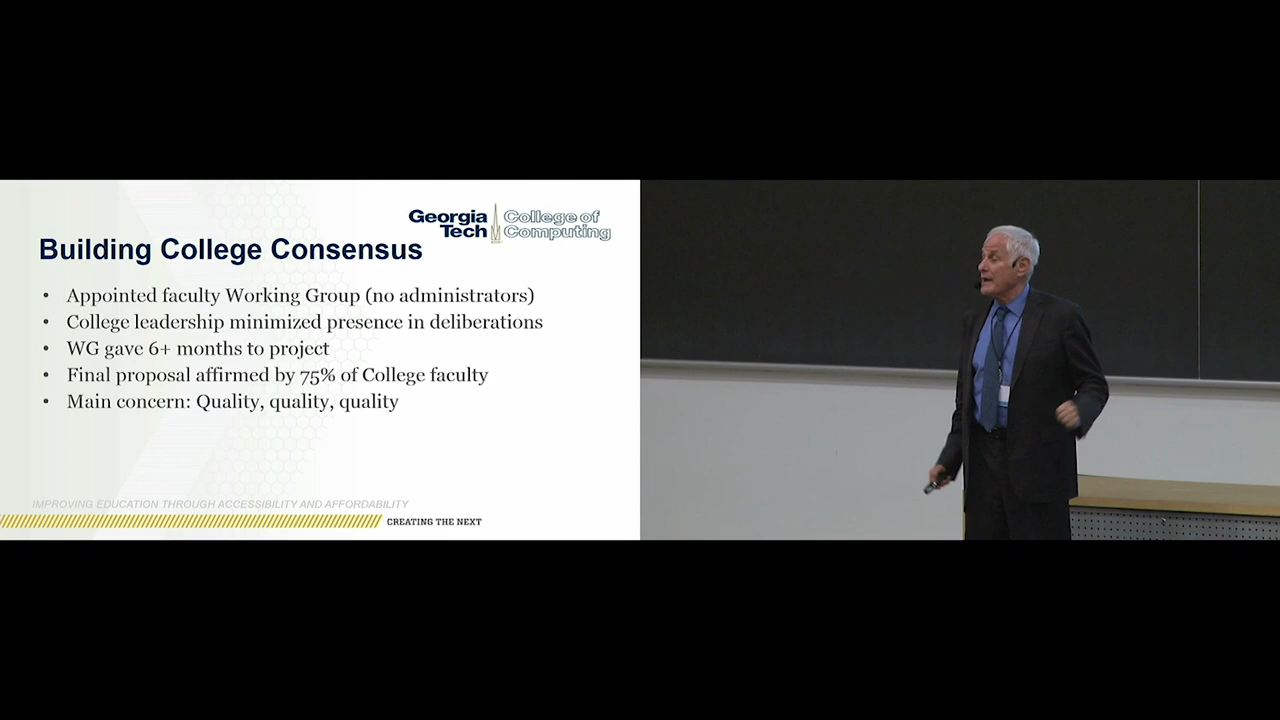 Georgia Tech
College of Computing
Building College Consensus
• Appointed faculty Working Group (no administrators)
• College leadership minimized presence in deliberations
• WG gave 6+ months to project
• Final proposal affirmed by 75% of College faculty
• Main concern: Quality, quality, quality
IMPROVING EDUCATION THROUGH ACCESSIBILITY AND AFFORDABILITY
CREATING THE NEXT